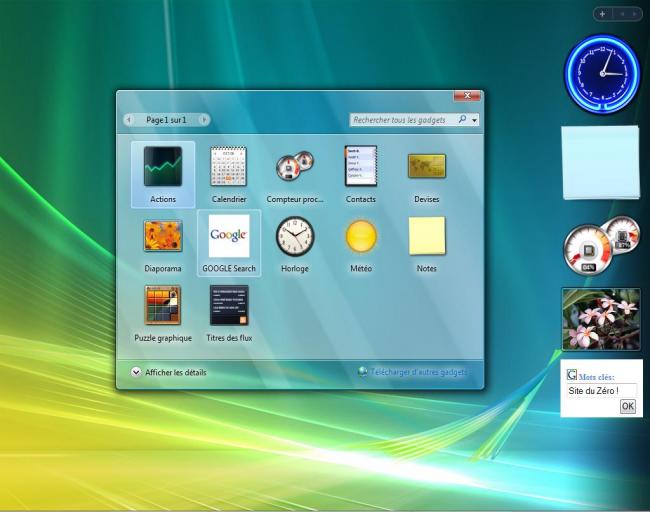 Page 1 sur 1
Rechercher tous les gadgets
Actions
Calendrier
Compteur proc...
Contacts
Devises
Google
Diaporama
GOOGLE Search
Horloge
Météo
Notes
Puzzle graphique
Titres des flux
Afficher les détails
Télécharger d'autres gadgets
G Mots clés:
Site du Zéro !
OK